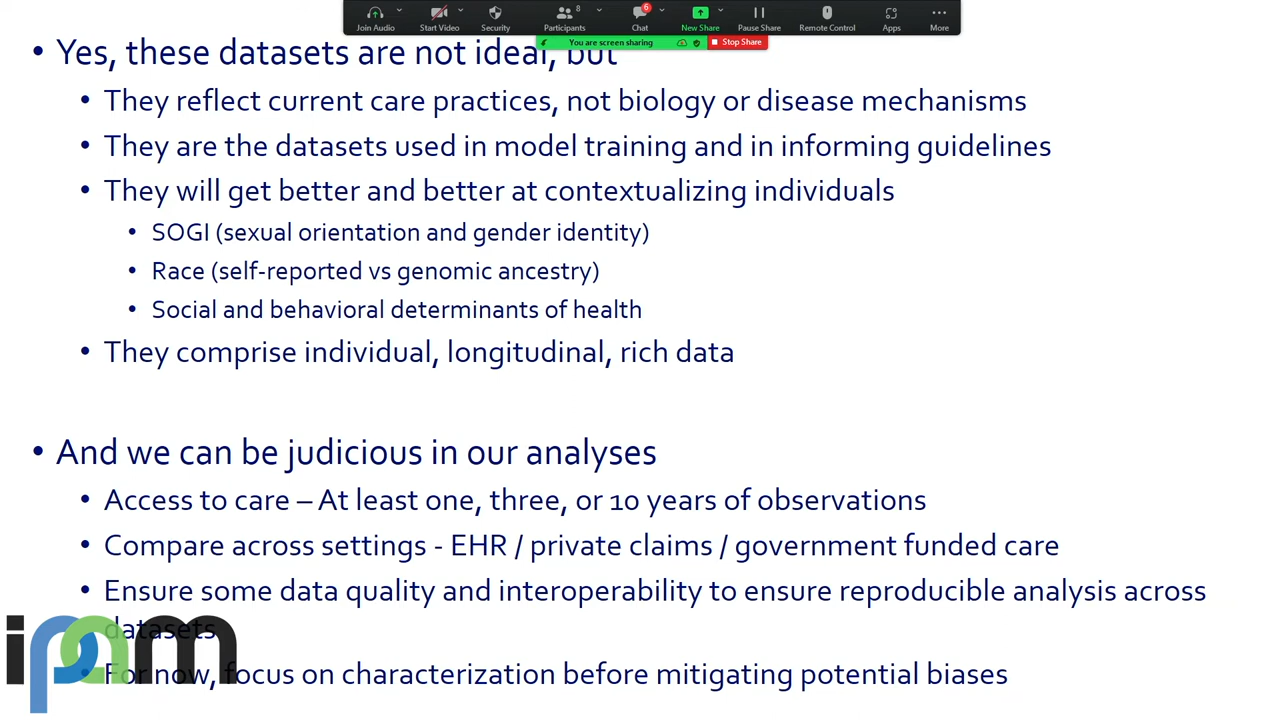 8
6
Join Audio
Start Video
Security
Participants
Chat
New Share
Pause Share
Remote Control
Apps
More
You are screen sharing
Stop Share
• Yes, these datasets are not ideal, but
• They reflect current care practices, not biology or disease mechanisms
• They are the datasets used in model training and in informing guidelines
• They will get better and better at contextualizing individuals
• SOGI (sexual orientation and gender identity)
• Race (self-reported vs genomic ancestry)
• Social and behavioral determinants of health
• They comprise individual, longitudinal, rich data
• And we can be judicious in our analyses
• Access to care – At least one, three, or 10 years of observations
• Compare across settings - EHR / private claims / government funded care
• Ensure some data quality and interoperability to ensure reproducible analysis across
datasets
• For now, focus on characterization before mitigating potential biases
ipam